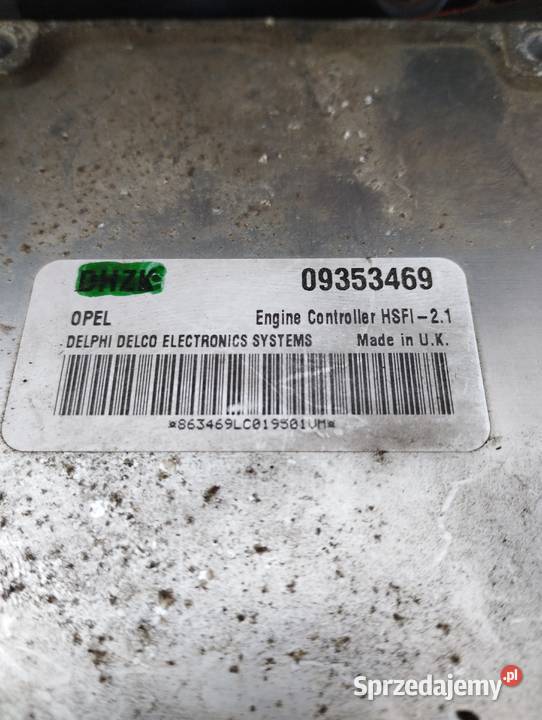 DHZK 09353469
OPEL Engine Controller HSFI-2.1
DELPHI DELCO ELECTRONICS SYSTEMS Made in U.K.
*863469LC019501VM*
Sprzedajemy.pl